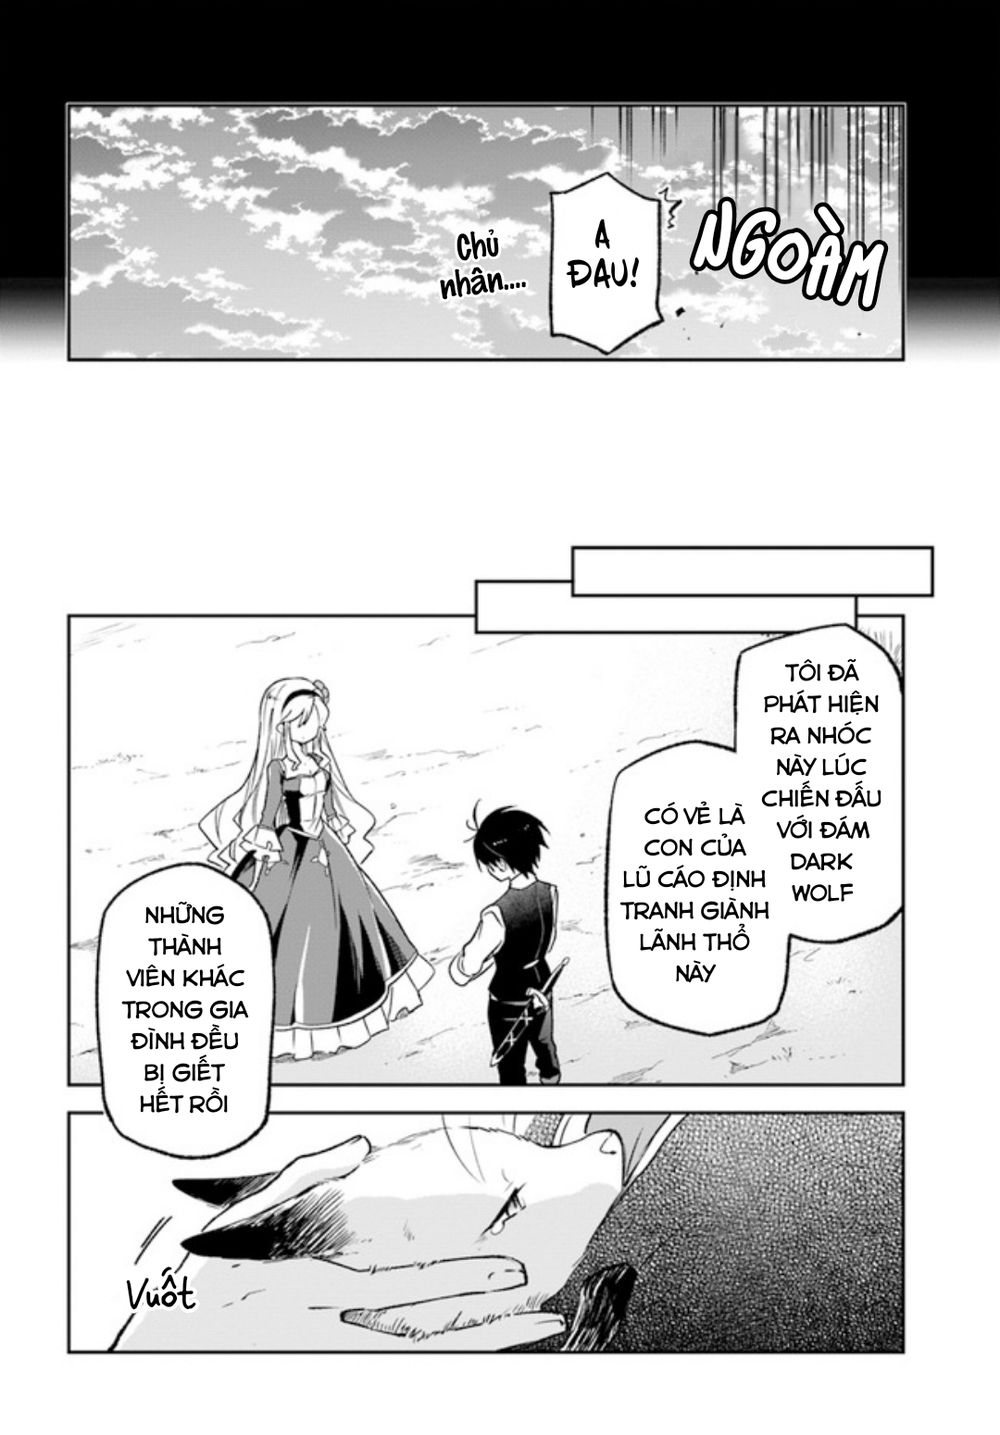 NGOÀM
A
ĐAU!
Chủ
nhân....
TÔI ĐÃ
PHÁT HIỆN
RA NHÓC
NÀY LÚC
CHIẾN ĐẤU
VỚI ĐÁM
DARK
WOLF
CÓ VẺ LÀ
CON CỦA
LŨ CÁO ĐỊNH
TRANH GIÀNH
LÃNH THỔ
NÀY
NHỮNG
THÀNH
VIÊN KHÁC
TRONG GIA
ĐÌNH ĐỀU
BỊ GIẾT
HẾT RỒI
Vuốt